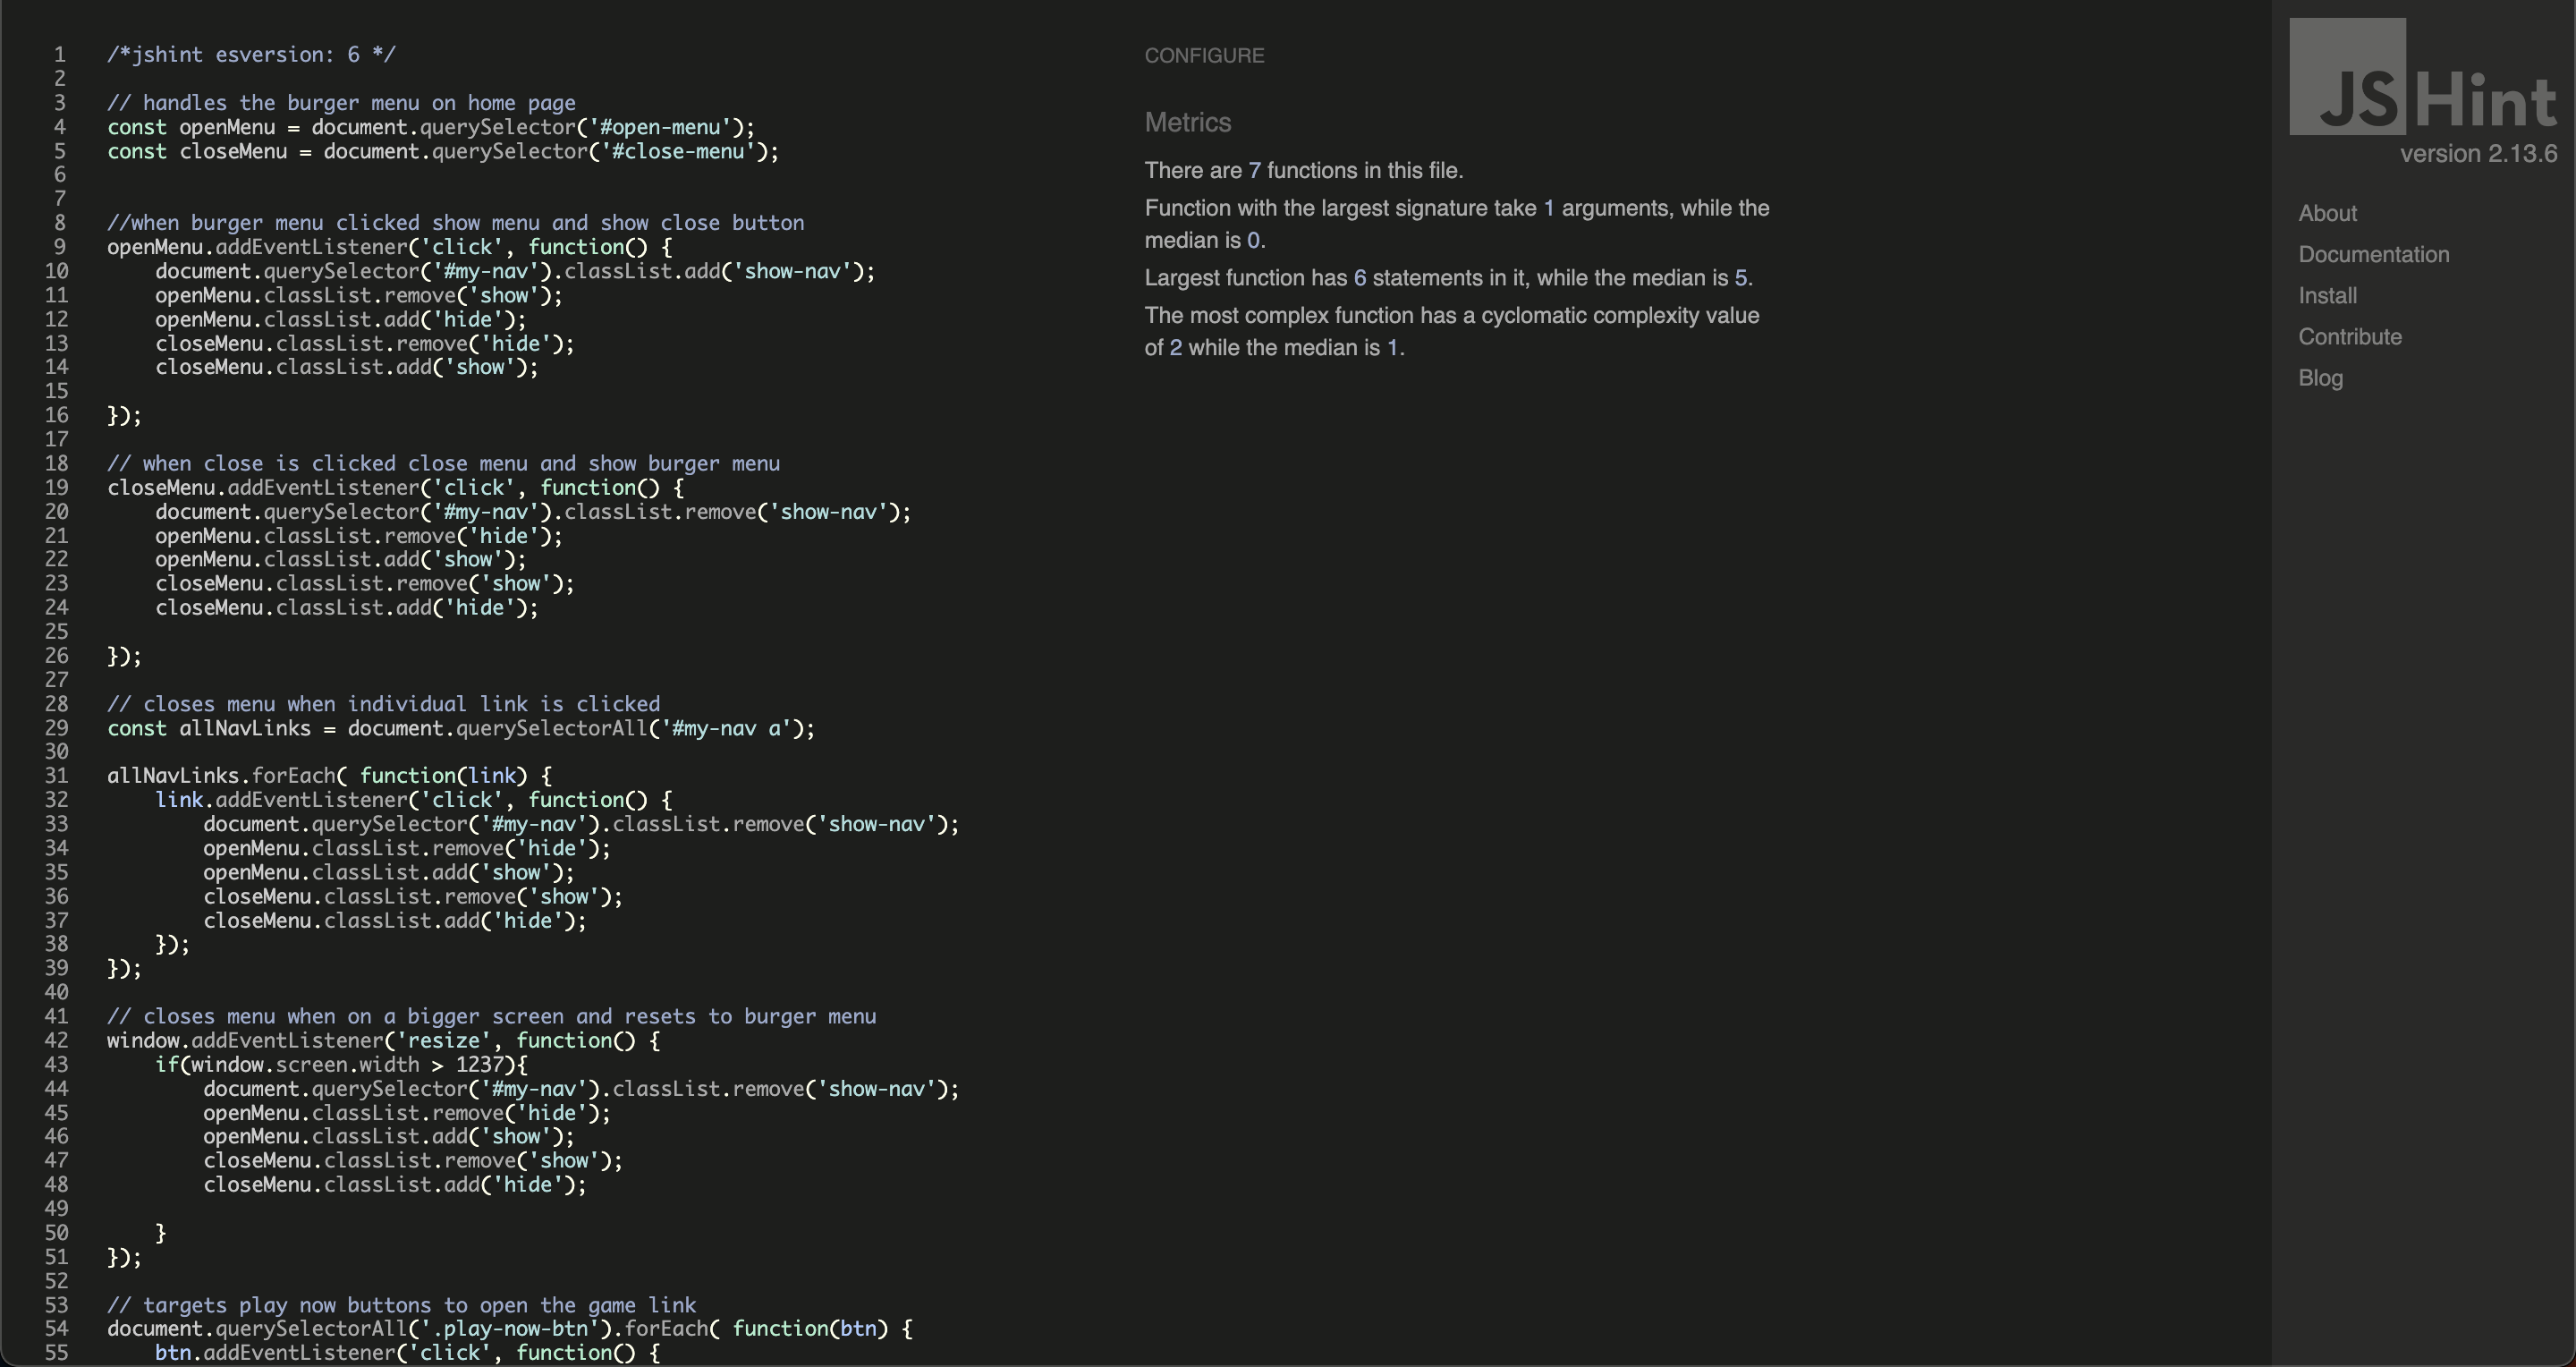 1 /*jshint esversion: 6 */
2
3 // handles the burger menu on home page
4 const openMenu = document.querySelector('#open-menu');
5 const closeMenu = document.querySelector('#close-menu');
6
7
8 //when burger menu clicked show menu and show close button
9 openMenu.addEventListener('click', function() {
10 document.querySelector('#my-nav').classList.add('show-nav');
11 openMenu.classList.remove('show');
12 openMenu.classList.add('hide');
13 closeMenu.classList.remove('hide');
14 closeMenu.classList.add('show');
15
16 });
17
18 // when close is clicked close menu and show burger menu
19 closeMenu.addEventListener('click', function() {
20 document.querySelector('#my-nav').classList.remove('show-nav');
21 openMenu.classList.remove('hide');
22 openMenu.classList.add('show');
23 closeMenu.classList.remove('show');
24 closeMenu.classList.add('hide');
25
26 });
27
28 // closes menu when individual link is clicked
29 const allNavLinks = document.querySelectorAll('#my-nav a');
30
31 allNavLinks.forEach( function(link) {
32 link.addEventListener('click', function() {
33 document.querySelector('#my-nav').classList.remove('show-nav');
34 openMenu.classList.remove('hide');
35 openMenu.classList.add('show');
36 closeMenu.classList.remove('show');
37 closeMenu.classList.add('hide');
38 });
39 });
40
41 // closes menu when on a bigger screen and resets to burger menu
42 window.addEventListener('resize', function() {
43 if(window.screen.width > 1237){
44 document.querySelector('#my-nav').classList.remove('show-nav');
45 openMenu.classList.remove('hide');
46 openMenu.classList.add('show');
47 closeMenu.classList.remove('show');
48 closeMenu.classList.add('hide');
49
50 }
51 });
52
53 // targets play now buttons to open the game link
54 document.querySelectorAll('.play-now-btn').forEach( function(btn) {
55 btn.addEventListener('click', function() {
CONFIGURE
Metrics
There are 7 functions in this file.
Function with the largest signature take 1 arguments, while the
median is 0.
Largest function has 6 statements in it, while the median is 5.
The most complex function has a cyclomatic complexity value
of 2 while the median is 1.
JSHint
version 2.13.6
About
Documentation
Install
Contribute
Blog